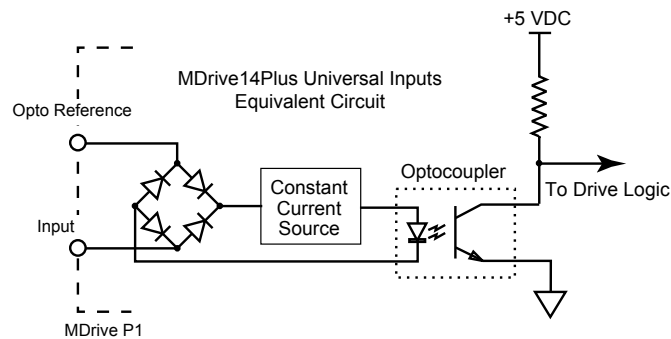 +5 VDC
MDrive14Plus Universal Inputs
Equivalent Circuit
Opto Reference
Optocoupler
Constant
Current
Source
To Drive Logic
Input
MDrive P1